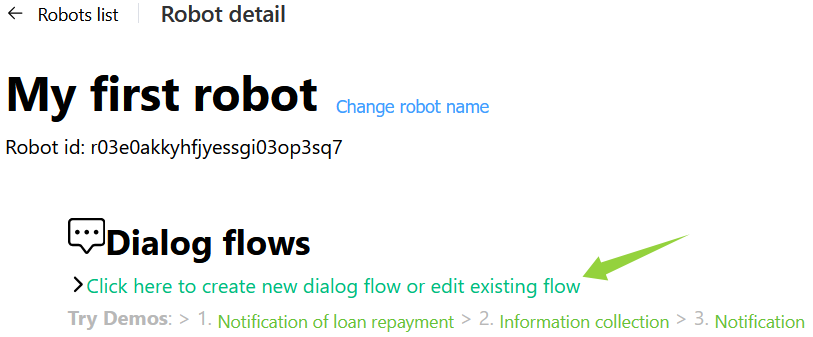 ← Robots list Robot detail
My first robot Change robot name
Robot id: r03e0akkyhfjyessgi03op3sq7
Dialog flows
Click here to create new dialog flow or edit existing flow
Try Demos: > 1. Notification of loan repayment > 2. Information collection > 3. Notification